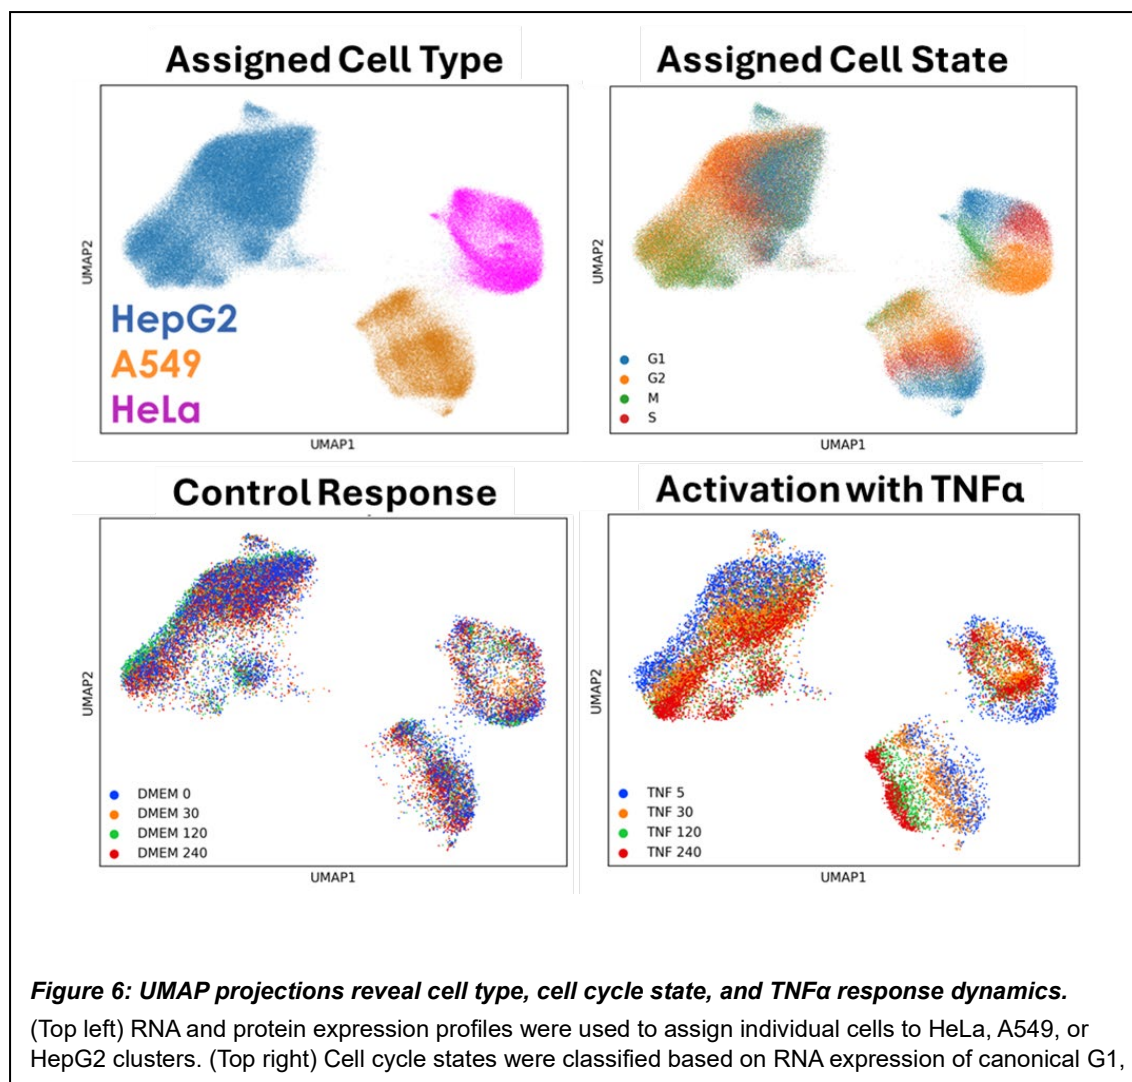 Assigned Cell Type
Assigned Cell State
UMAP2
HepG2
A549
HeLa
UMAP1
UMAP2
G1
G2
M
S
UMAP1
Control Response
Activation with TNFα
UMAP2
DMEM 0
DMEM 30
DMEM 120
DMEM 240
UMAP1
UMAP2
TNF 5
TNF 30
TNF 120
TNF 240
UMAP1
Figure 6: UMAP projections reveal cell type, cell cycle state, and TNFα response dynamics.
(Top left) RNA and protein expression profiles were used to assign individual cells to HeLa, A549, or
HepG2 clusters. (Top right) Cell cycle states were classified based on RNA expression of canonical G1,